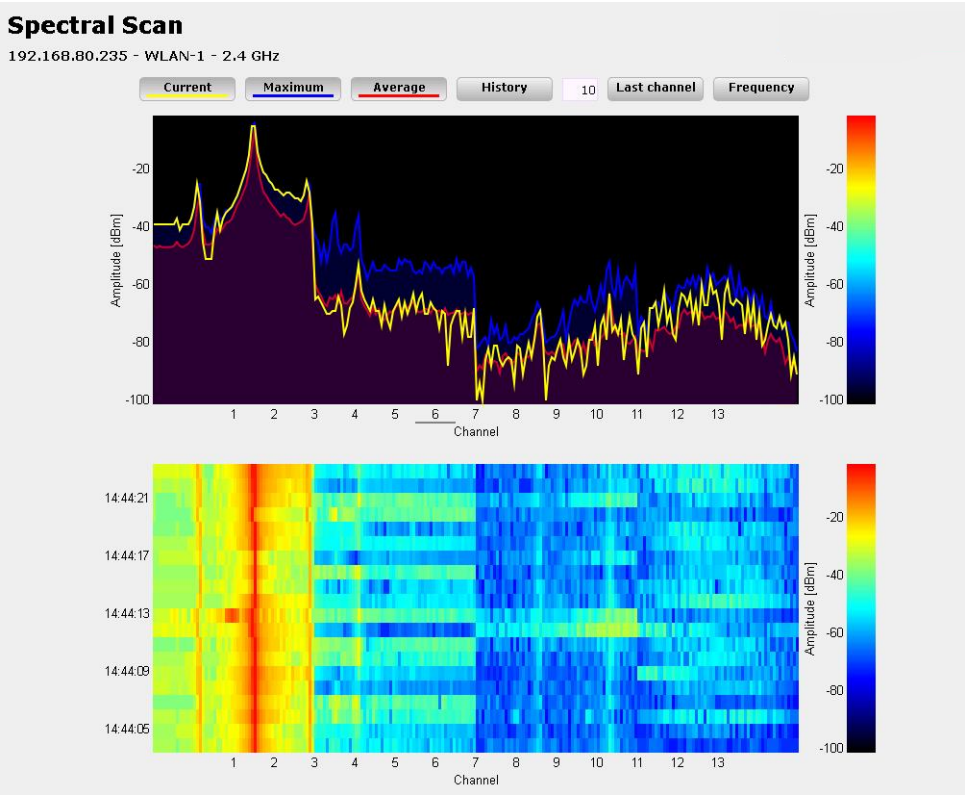 Spectral Scan
192.168.80.235 - WLAN-1 - 2.4 GHz
Current Maximum Average History 10 Last channel Frequency
-20 -20
-40 -40
-60 -60
-80 -80
-100 -100
Amplitude [dBm]
Amplitude [dBm]
1 2 3 4 5 6 7 8 9 10 11 12 13
Channel
14:44:21
14:44:17
14:44:13
14:44:09
14:44:05
-20
-40
-60
-80
-100
Amplitude [dBm]
1 2 3 4 5 6 7 8 9 10 11 12 13
Channel